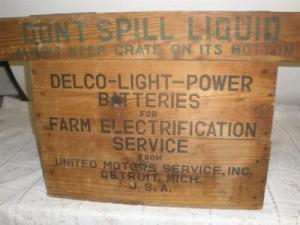 DON'T SPILL LIQUID
ALWAYS KEEP CRATE ON ITS BOTTOM
DELCO-LIGHT-POWER
BATTERIES
FOR
FARM ELECTRIFICATION
SERVICE
FROM
UNITED MOTORS SERVICE, INC.
DETROIT, MICH.
U. S. A.